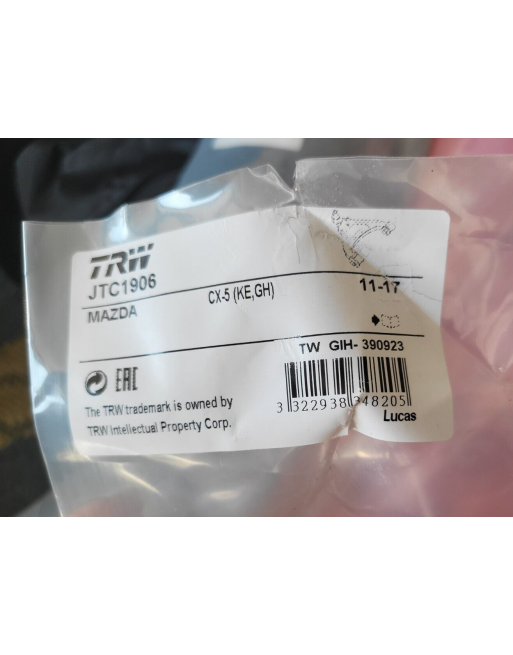 TRW
JTC1906
CX-5 (KE,GH) 11-17
MAZDA
TW GIH- 390923
EAC
3 322938 348205
The TRW trademark is owned by
TRW Intellectual Property Corp.
Lucas